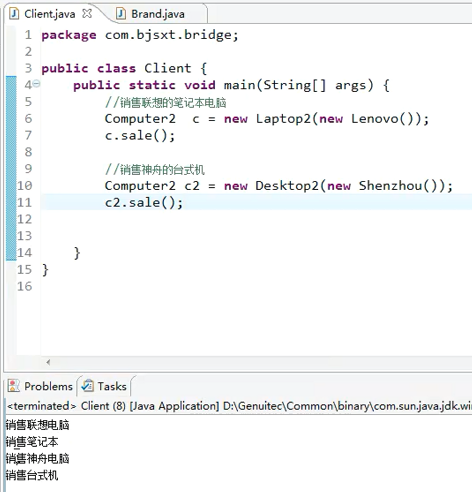 Client.java Brand.java
1 package com.bjsxt.bridge;
2
3 public class Client {
4 public static void main(String[] args) {
5 //销售联想的笔记本电脑
6 Computer2 c = new Laptop2(new Lenovo());
7 c.sale();
8
9 //销售神舟的台式机
10 Computer2 c2 = new Desktop2(new Shenzhou());
11 c2.sale();
12
13
14 }
15 }
16
Problems Tasks
<terminated> Client (8) [Java Application] D:\Genuitec\Common\binary\com.sun.java.jdk.wi
销售联想电脑
销售笔记本
销售神舟电脑
销售台式机